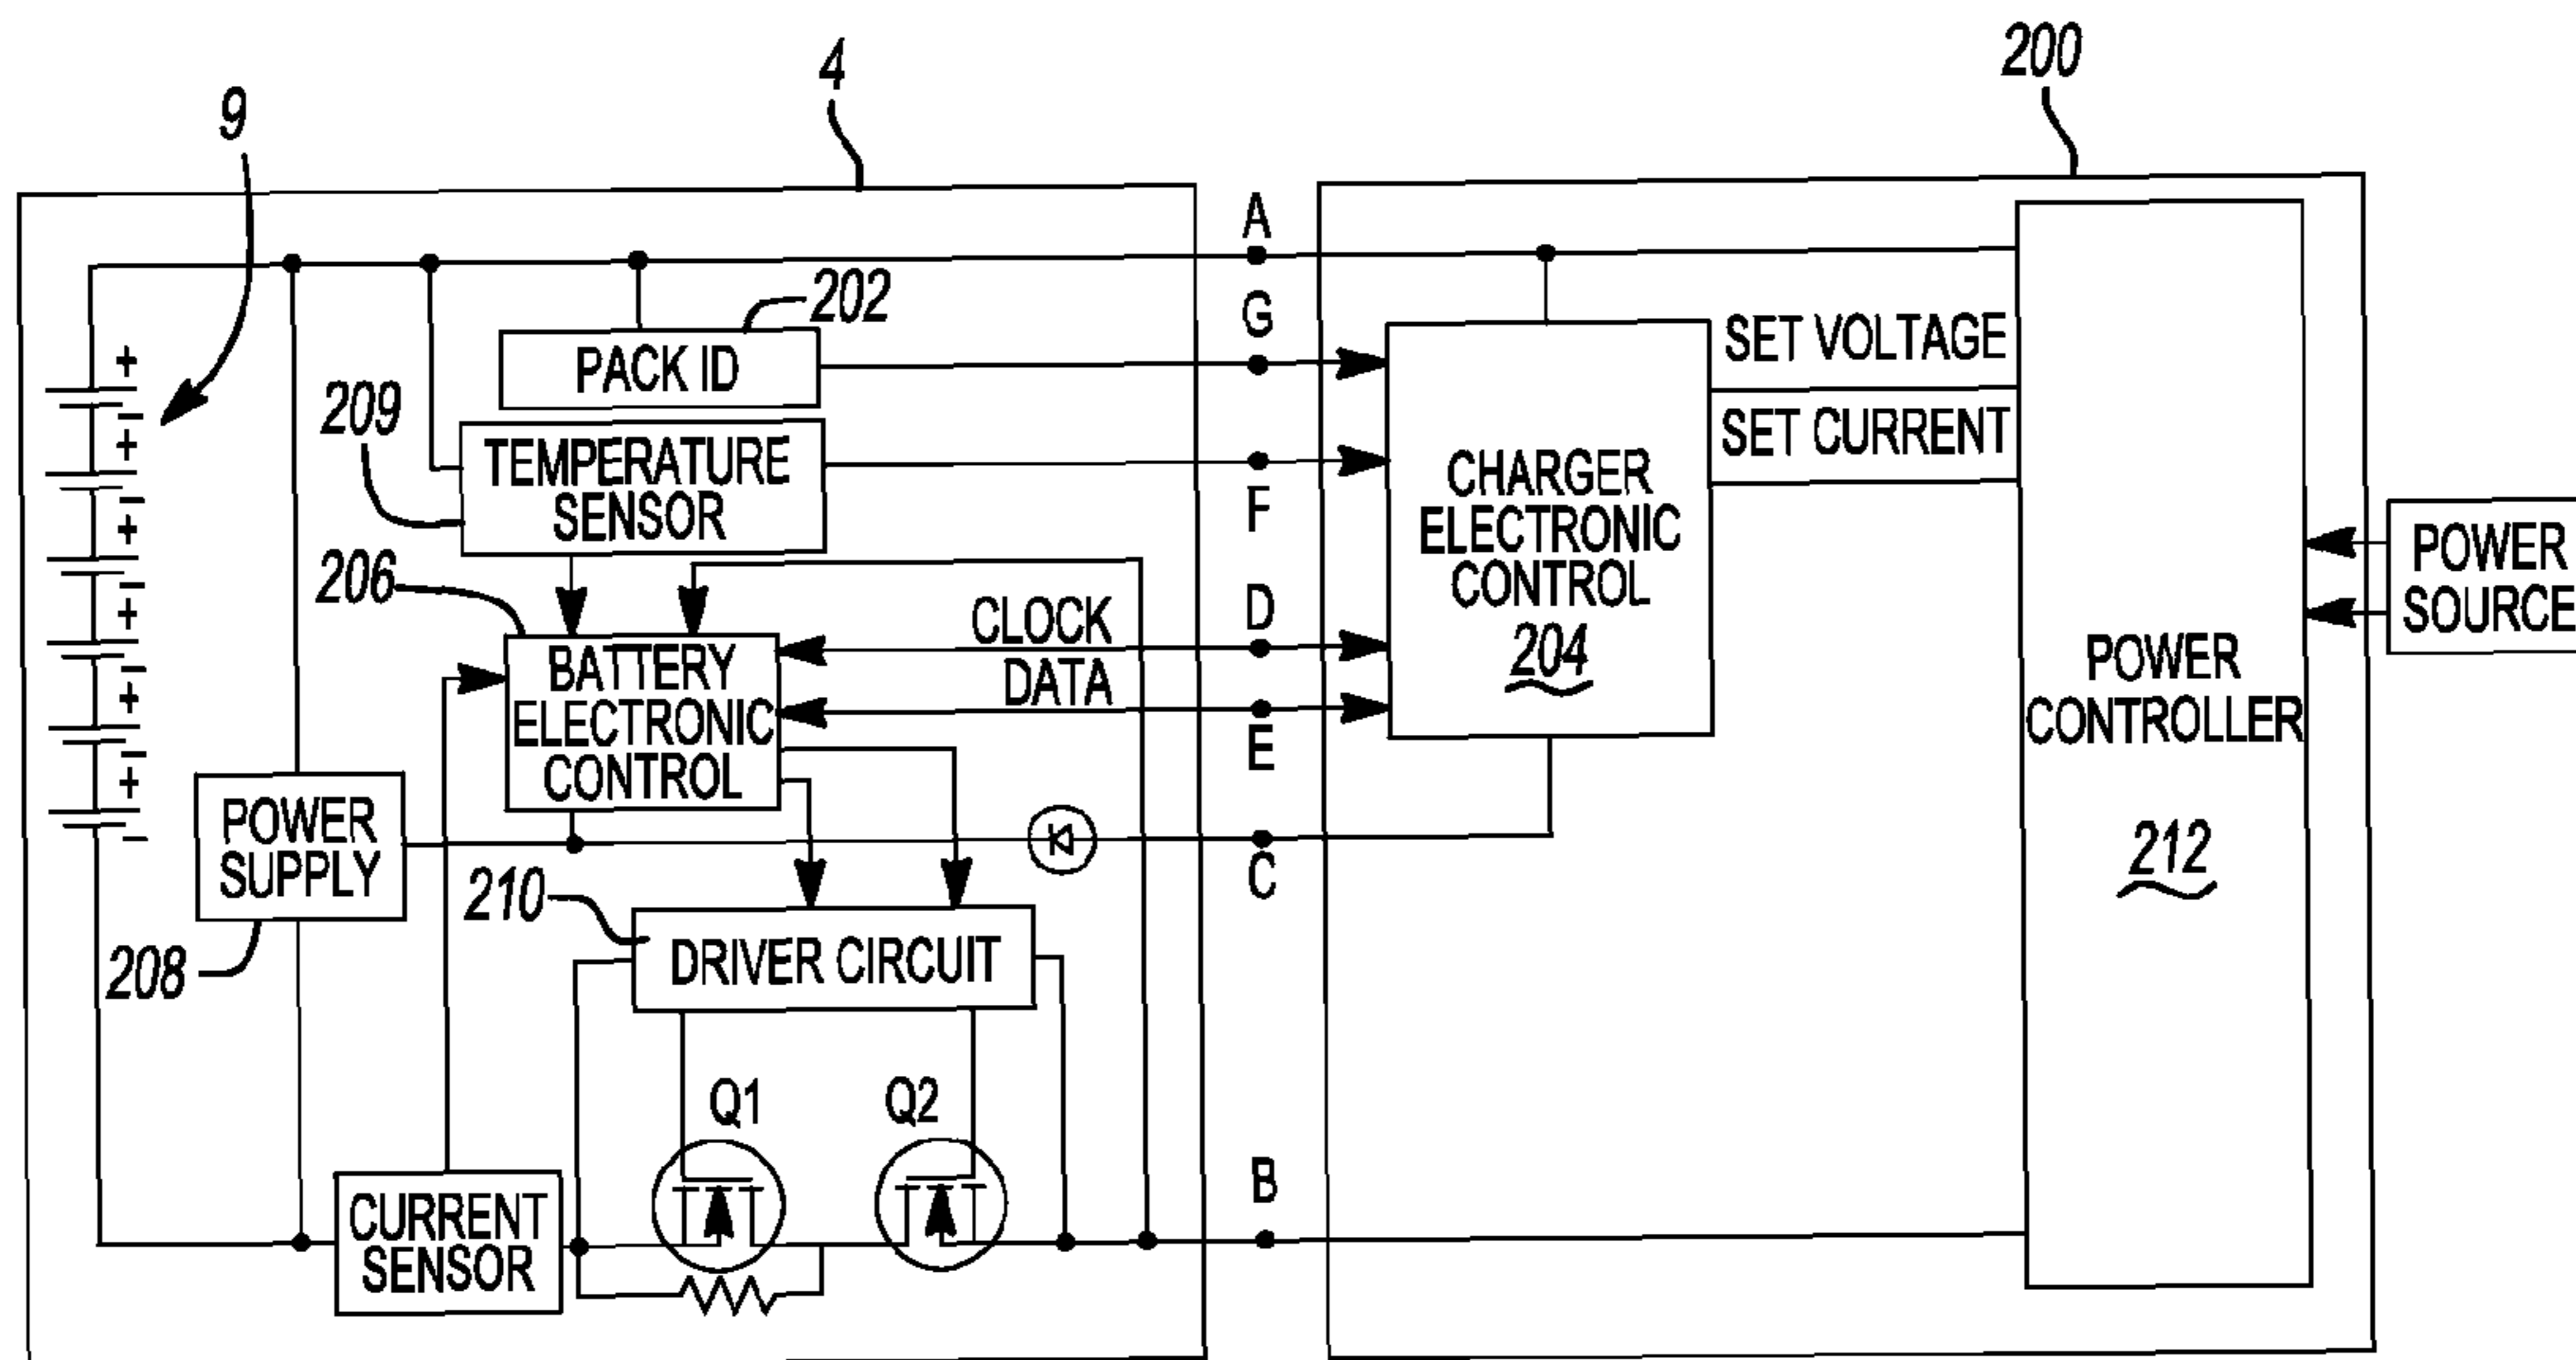 4
200
9
A
202
G
PACK ID
SET VOLTAGE
209
TEMPERATURE
SENSOR
F
SET CURRENT
CHARGER
ELECTRONIC
CONTROL
204
POWER
SOURCE
206
CLOCK
D
DATA
E
BATTERY
ELECTRONIC
CONTROL
POWER
CONTROLLER
212
POWER
SUPPLY
208
C
210
DRIVER CIRCUIT
Q1
Q2
B
CURRENT
SENSOR
+
-
+
-
+
-
+
-
+
-
+
-